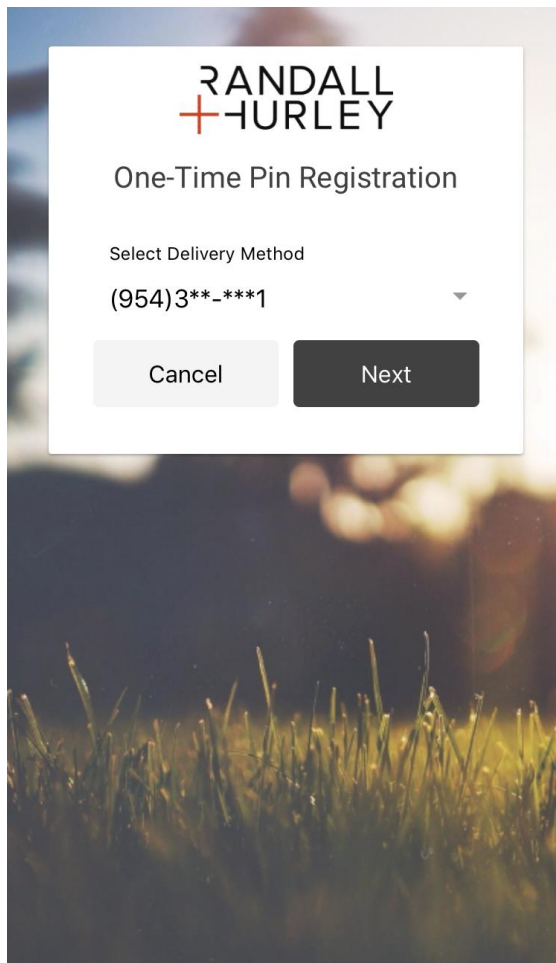 RANDALL
HURLEY
One-Time Pin Registration
Select Delivery Method
(954)3**-***1
Cancel
Next